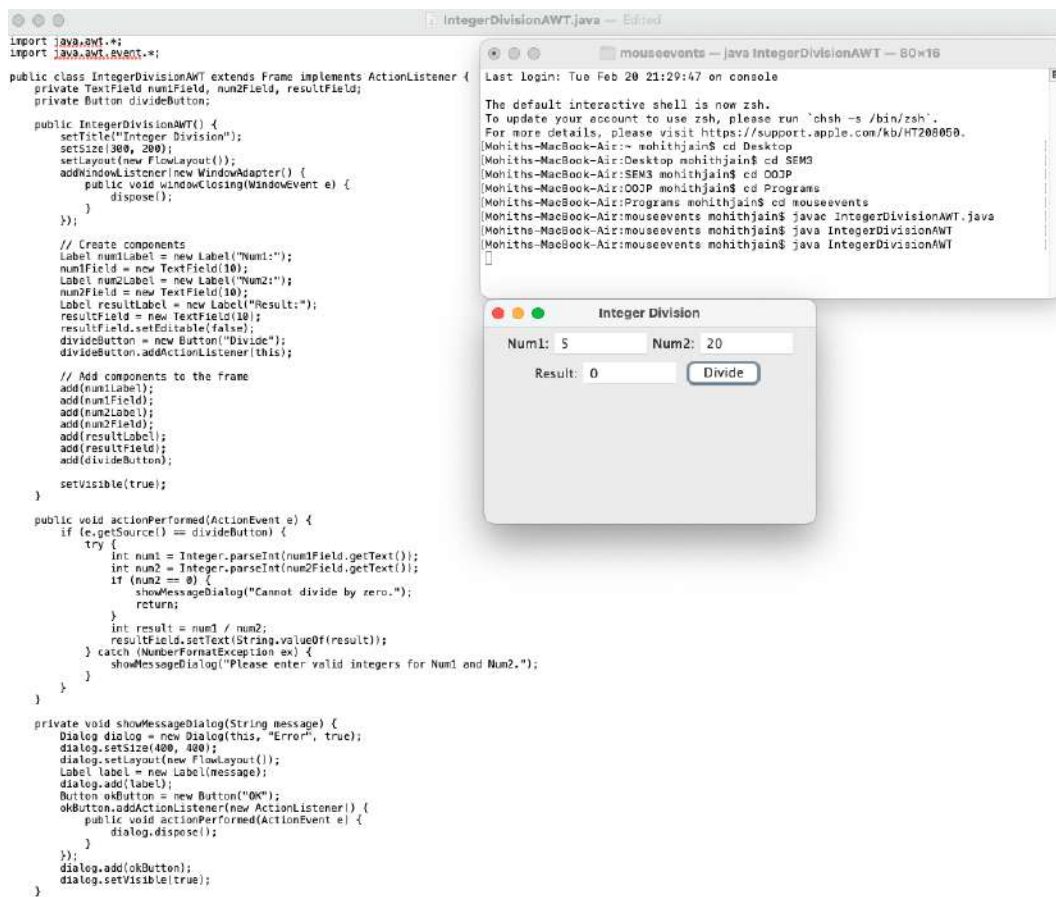 IntegerDivisionAWT.java — Edited
import java.awt.*;
import java.awt.event.*;
public class IntegerDivisionAWT extends Frame implements ActionListener {
private TextField num1Field, num2Field, resultField;
private Button divideButton;
public IntegerDivisionAWT() {
setTitle("Integer Division");
setSize(300, 200);
setLayout(new FlowLayout());
addWindowListener(new WindowAdapter() {
public void windowClosing(WindowEvent e) {
dispose();
}
});
// Create components
Label num1Label = new Label("Num1:");
num1Field = new TextField(10);
Label num2Label = new Label("Num2:");
num2Field = new TextField(10);
Label resultLabel = new Label("Result:");
resultField = new TextField(10);
resultField.setEditable(false);
divideButton = new Button("Divide");
divideButton.addActionListener(this);
// Add components to the frame
add(num1Label);
add(num1Field);
add(num2Label);
add(num2Field);
add(resultLabel);
add(resultField);
add(divideButton);
setVisible(true);
}
public void actionPerformed(ActionEvent e) {
if (e.getSource() == divideButton) {
try {
int num1 = Integer.parseInt(num1Field.getText());
int num2 = Integer.parseInt(num2Field.getText());
if (num2 == 0) {
showMessageDialog("Cannot divide by zero.");
return;
}
int result = num1 / num2;
resultField.setText(String.valueOf(result));
} catch (NumberFormatException ex) {
showMessageDialog("Please enter valid integers for Num1 and Num2.");
}
}
}
private void showMessageDialog(String message) {
Dialog dialog = new Dialog(this, "Error", true);
dialog.setSize(400, 400);
dialog.setLayout(new FlowLayout());
Label label = new Label(message);
dialog.add(label);
Button okButton = new Button("OK");
okButton.addActionListener(new ActionListener() {
public void actionPerformed(ActionEvent e) {
dialog.dispose();
}
});
dialog.add(okButton);
dialog.setVisible(true);
}
mouseevents — java IntegerDivisionAWT — 80×16
Last login: Tue Feb 20 21:29:47 on console
The default interactive shell is now zsh.
To update your account to use zsh, please run `chsh -s /bin/zsh`.
For more details, please visit https://support.apple.com/kb/HT208050.
[Mohiths-MacBook-Air:~ mohithjain$ cd Desktop
[Mohiths-MacBook-Air:Desktop mohithjain$ cd SEM3
[Mohiths-MacBook-Air:SEM3 mohithjain$ cd OOJP
[Mohiths-MacBook-Air:OOJP mohithjain$ cd Programs
[Mohiths-MacBook-Air:Programs mohithjain$ cd mouseevents
[Mohiths-MacBook-Air:mouseevents mohithjain$ javac IntegerDivisionAWT.java
[Mohiths-MacBook-Air:mouseevents mohithjain$ java IntegerDivisionAWT
[Mohiths-MacBook-Air:mouseevents mohithjain$ java IntegerDivisionAWT
Integer Division
Num1: 5 Num2: 20
Result: 0 Divide